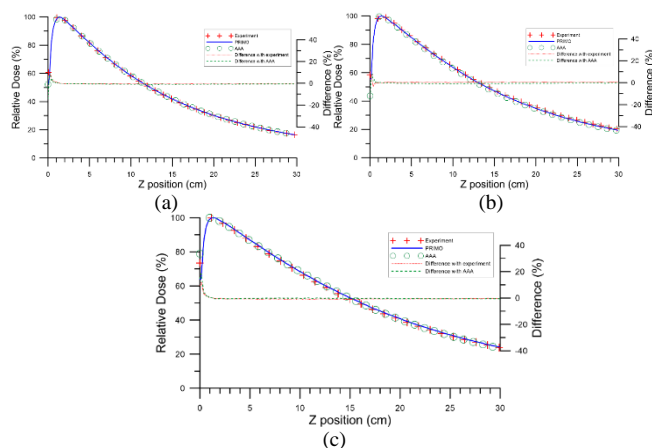 100
80
60
40
20
0
Relative Dose (%)
Experiment
PRIMO
AAA
Difference with experiment
Difference with AAA
40
20
0
-20
-40
Difference (%)
0 5 10 15 20 25 30
Z position (cm)
(a)
100
80
60
40
20
0
Relative Dose (%)
Experiment
PRIMO
AAA
Difference with experiment
Difference with AAA
40
20
0
-20
-40
Difference (%)
0 5 10 15 20 25 30
Z position (cm)
(b)
100
80
60
40
20
0
Relative Dose (%)
Experiment
PRIMO
AAA
Difference with experiment
Difference with AAA
40
20
0
-20
-40
Difference (%)
0 5 10 15 20 25 30
Z position (cm)
(c)